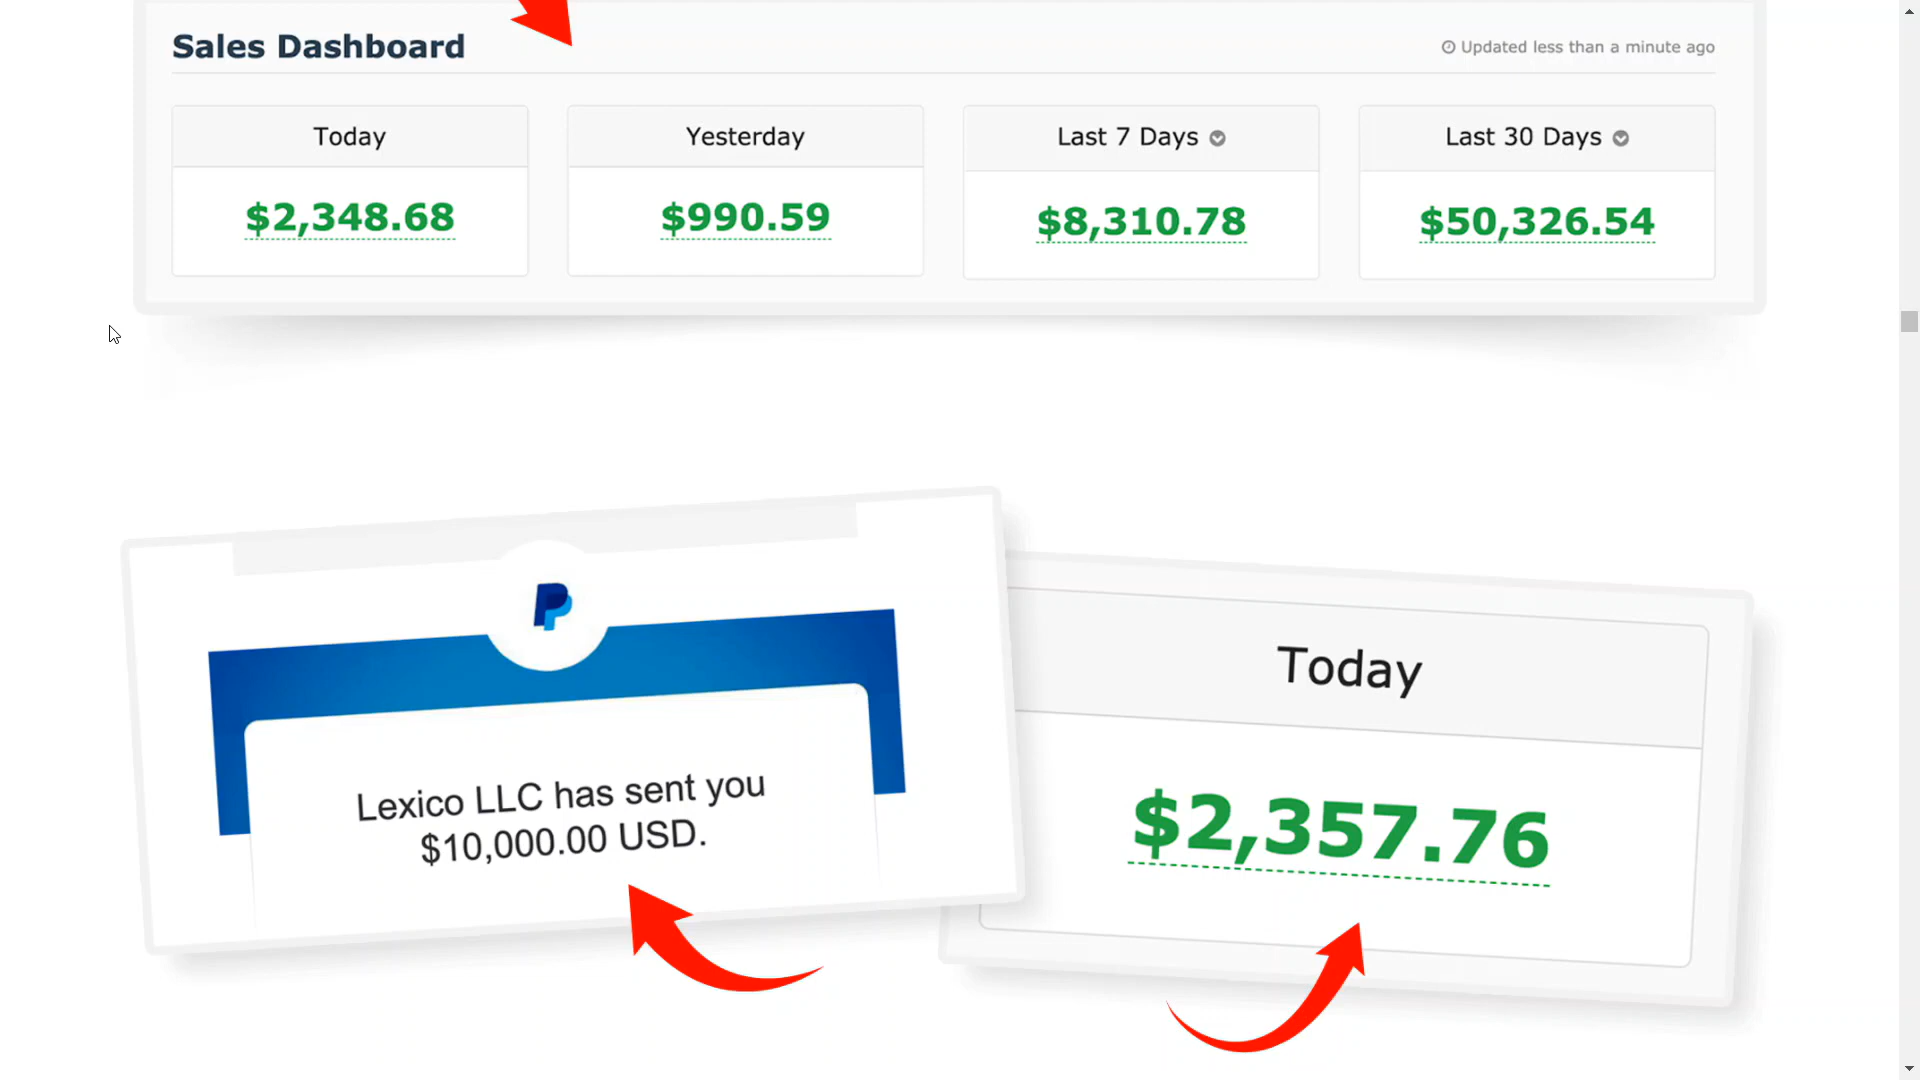 Sales Dashboard
Updated less than a minute ago
Today
Yesterday
Last 7 Days
Last 30 Days
$2,348.68
$990.59
$8,310.78
$50,326.54
Lexico LLC has sent you
$10,000.00 USD.
Today
$2,357.76